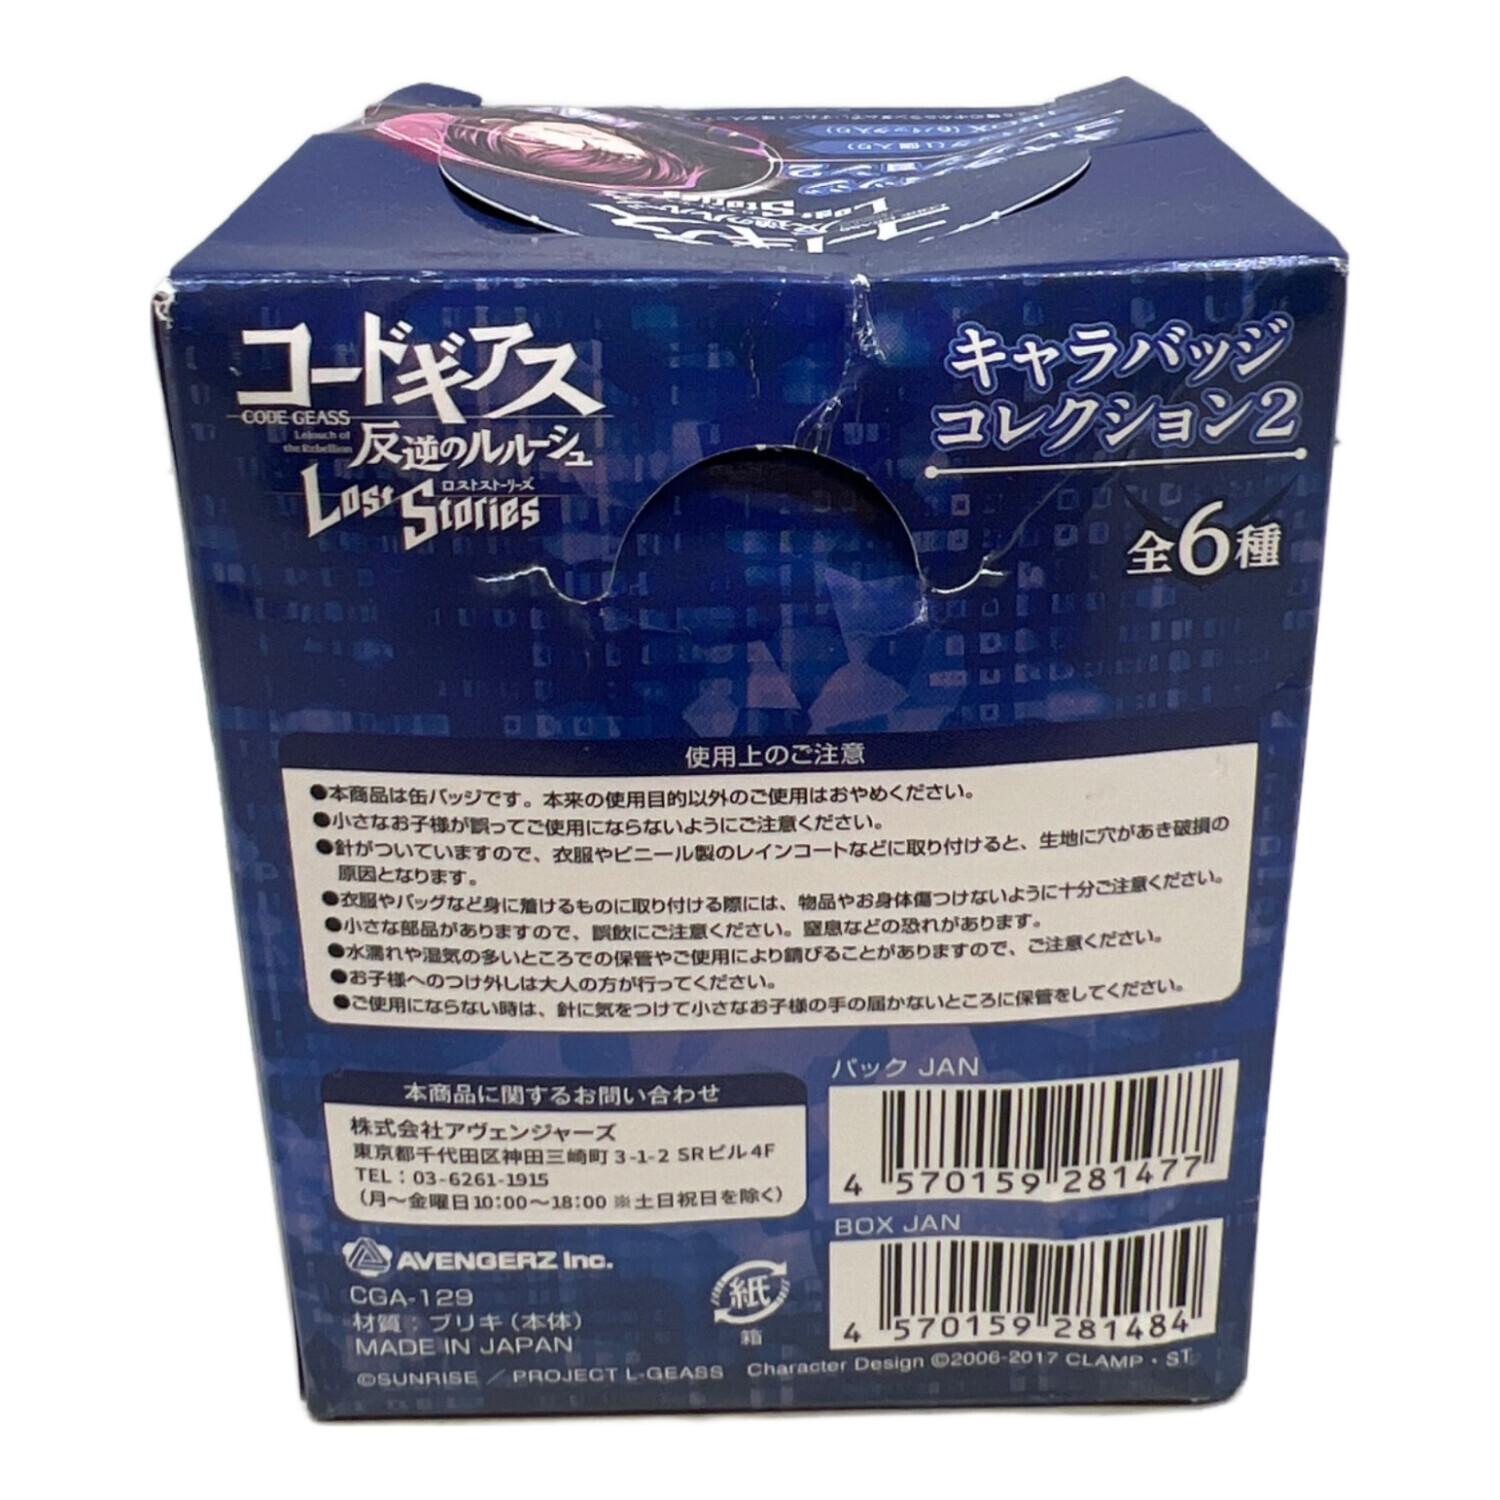 コードギアス
CODE GEASS
Lelouch of
the Rebellion
反逆のルルーシュ
ロストストーリーズ
Lost Stories
キャラバッジ
コレクション2
全6種
使用上のご注意
●本商品は缶バッジです。本来の使用目的以外のご使用はおやめください。
●小さなお子様が誤ってご使用にならないようにご注意ください。
●針がついていますので、衣服やビニール製のレインコートなどに取り付けると、生地に穴があき破損の
原因となります。
●衣服やバッグなど身に着けるものに取り付ける際には、物品やお身体傷つけないように十分ご注意ください。
●小さな部品がありますので、誤飲にご注意ください。窒息などの恐れがあります。
●水濡れや湿気の多いところでの保管やご使用により錆びることがありますので、ご注意ください。
●お子様へのつけ外しは大人の方が行ってください。
●ご使用にならない時は、針に気をつけて小さなお子様の手の届かないところに保管をしてください。
本商品に関するお問い合わせ
株式会社アヴェンジャーズ
東京都千代田区神田三崎町3-1-2 SRビル4F
TEL：03-6261-1915
（月〜金曜日10:00〜18:00 ※土日祝日を除く）
AVENGERZ Inc.
CGA-129
材質：ブリキ（本体）
MADE IN JAPAN
紙
箱
パック JAN
4 570159 281477
BOX JAN
4 570159 281484
©SUNRISE／PROJECT L-GEASS Character Design ©2006-2017 CLAMP・ST